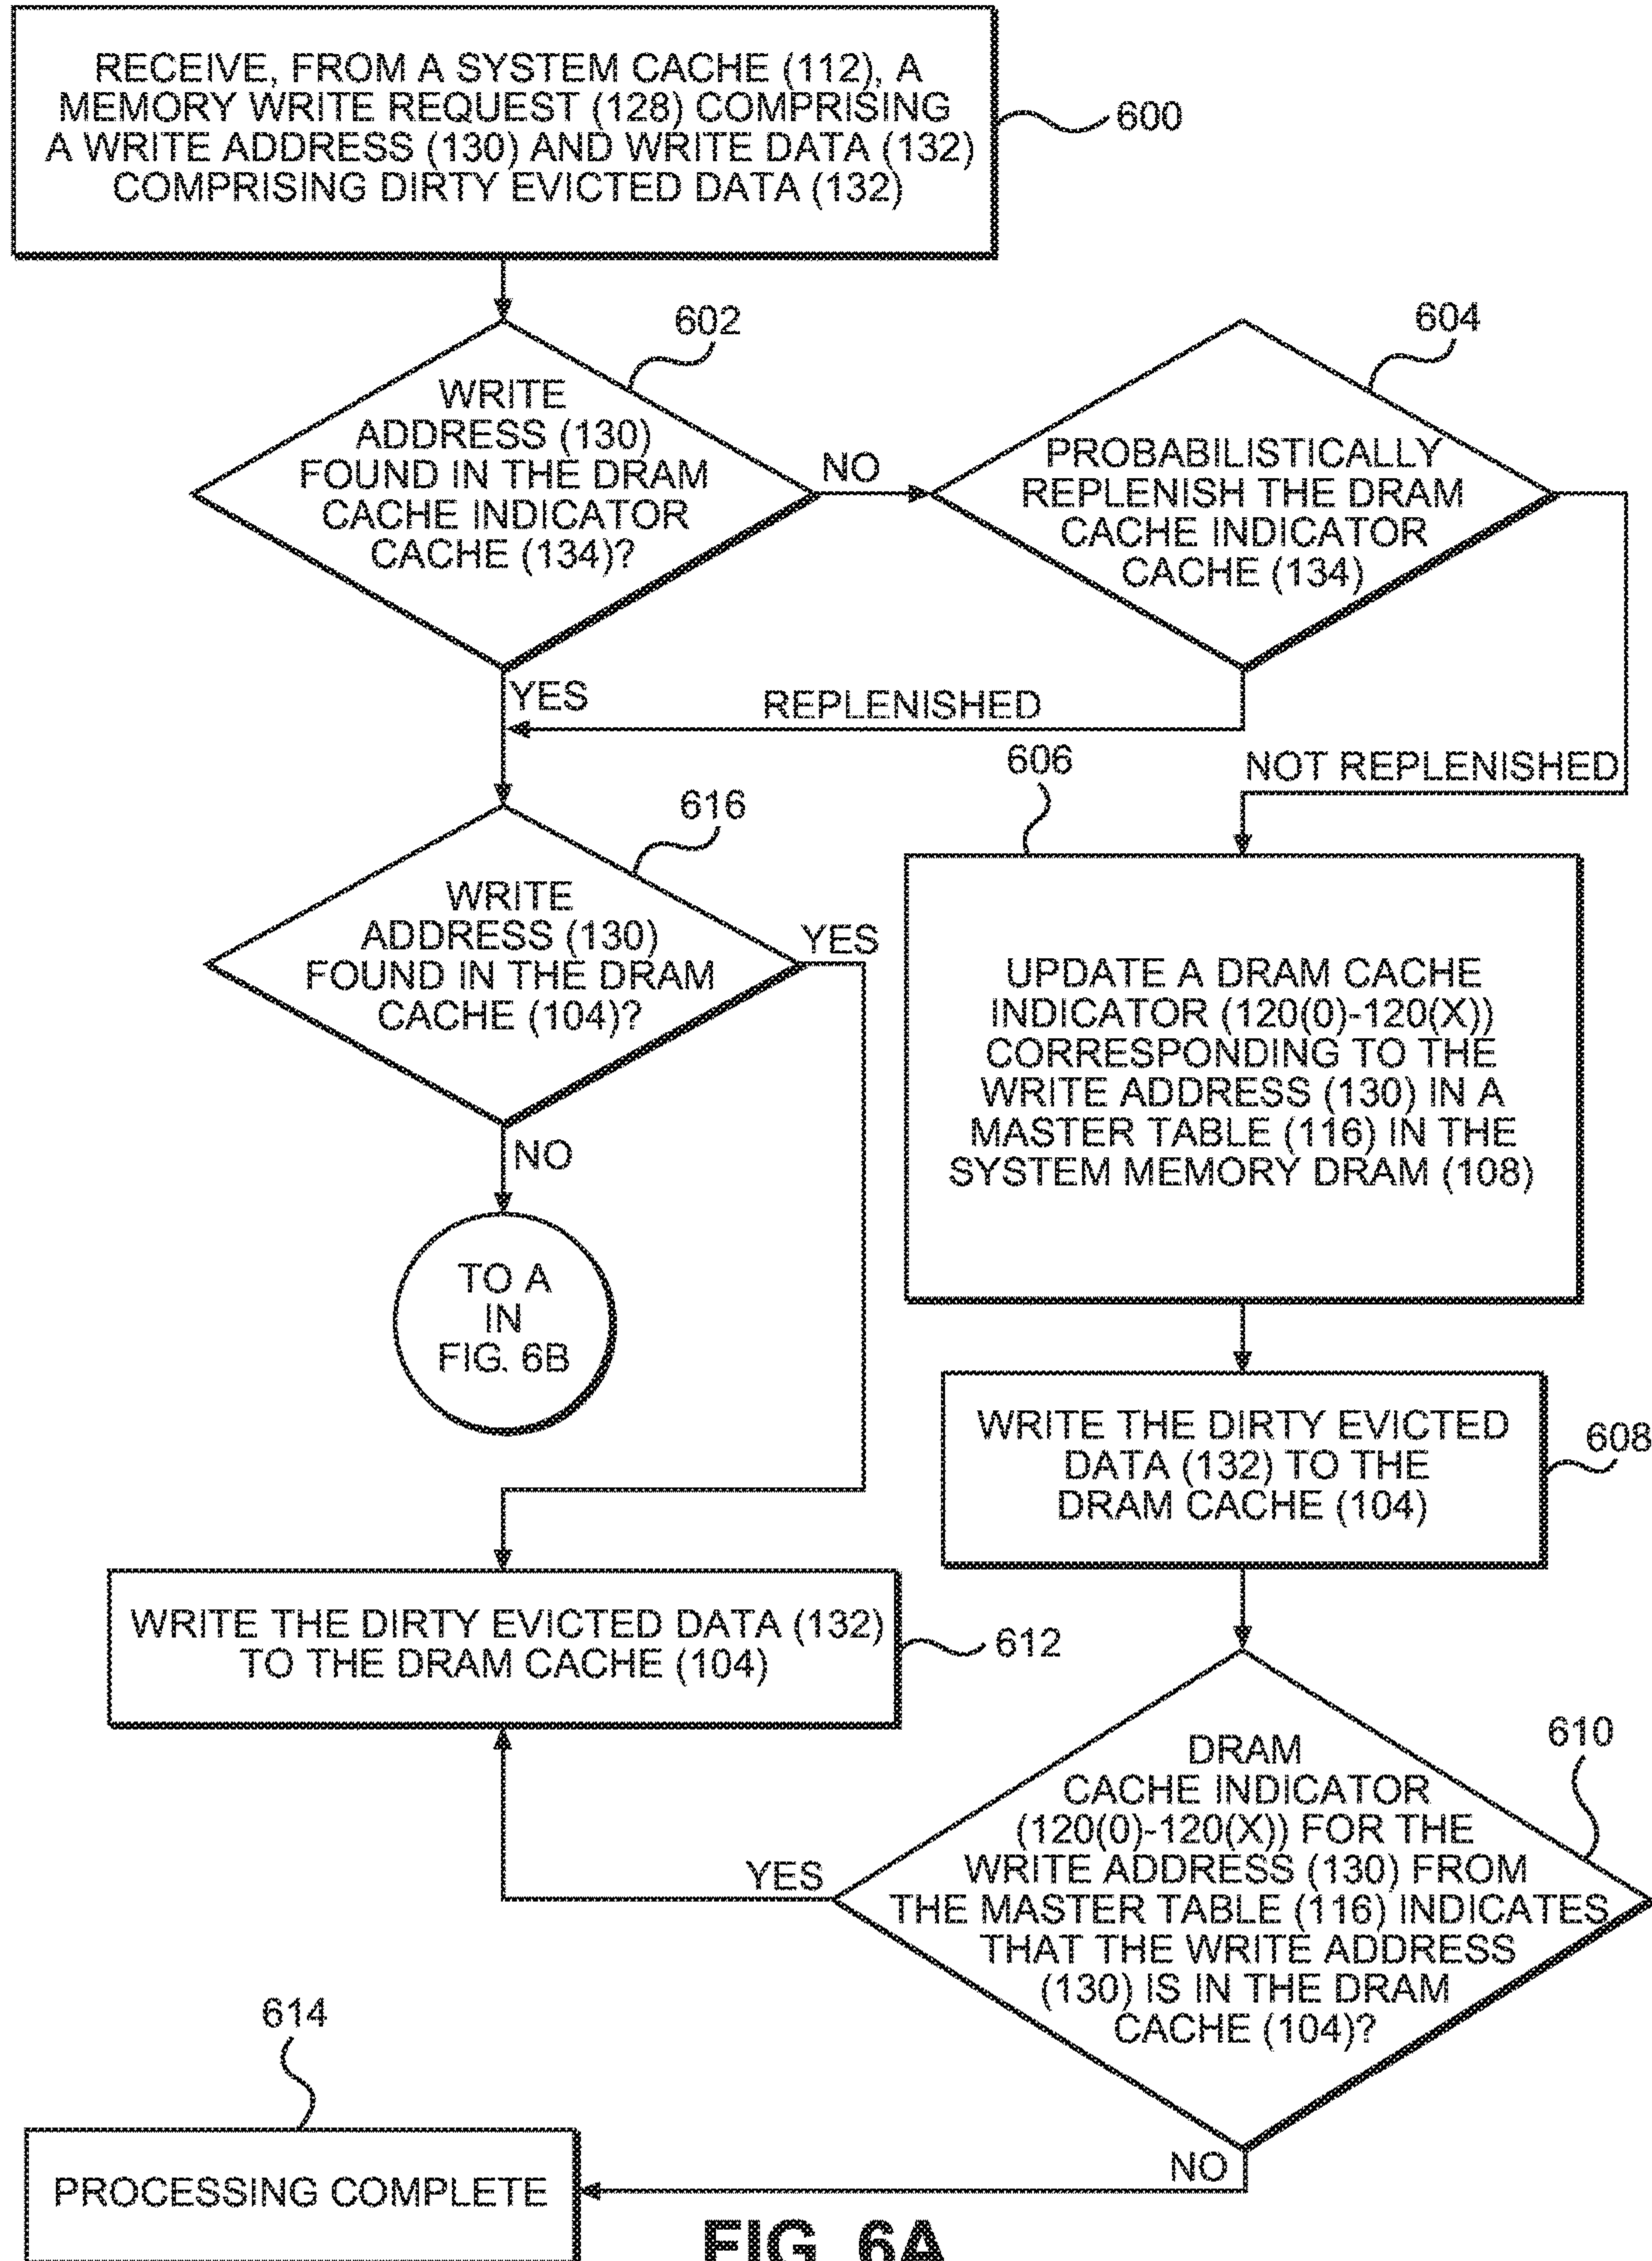 RECEIVE, FROM A SYSTEM CACHE (112), A
MEMORY WRITE REQUEST (128) COMPRISING
A WRITE ADDRESS (130) AND WRITE DATA (132)
COMPRISING DIRTY EVICTED DATA (132)
600
602
WRITE
ADDRESS (130)
FOUND IN THE DRAM
CACHE INDICATOR
CACHE (134)?
NO
604
PROBABILISTICALLY
REPLENISH THE DRAM
CACHE INDICATOR
CACHE (134)
YES
REPLENISHED
NOT REPLENISHED
616
WRITE
ADDRESS (130)
FOUND IN THE DRAM
CACHE (104)?
YES
NO
TO A
IN
FIG. 6B
606
UPDATE A DRAM CACHE
INDICATOR (120(0)-120(X))
CORRESPONDING TO THE
WRITE ADDRESS (130) IN A
MASTER TABLE (116) IN THE
SYSTEM MEMORY DRAM (108)
WRITE THE DIRTY EVICTED
DATA (132) TO THE
DRAM CACHE (104)
608
WRITE THE DIRTY EVICTED DATA (132)
TO THE DRAM CACHE (104)
612
610
DRAM
CACHE INDICATOR
(120(0)-120(X)) FOR THE
WRITE ADDRESS (130) FROM
THE MASTER TABLE (116) INDICATES
THAT THE WRITE ADDRESS
(130) IS IN THE DRAM
CACHE (104)?
YES
NO
614
PROCESSING COMPLETE
FIG. 6A